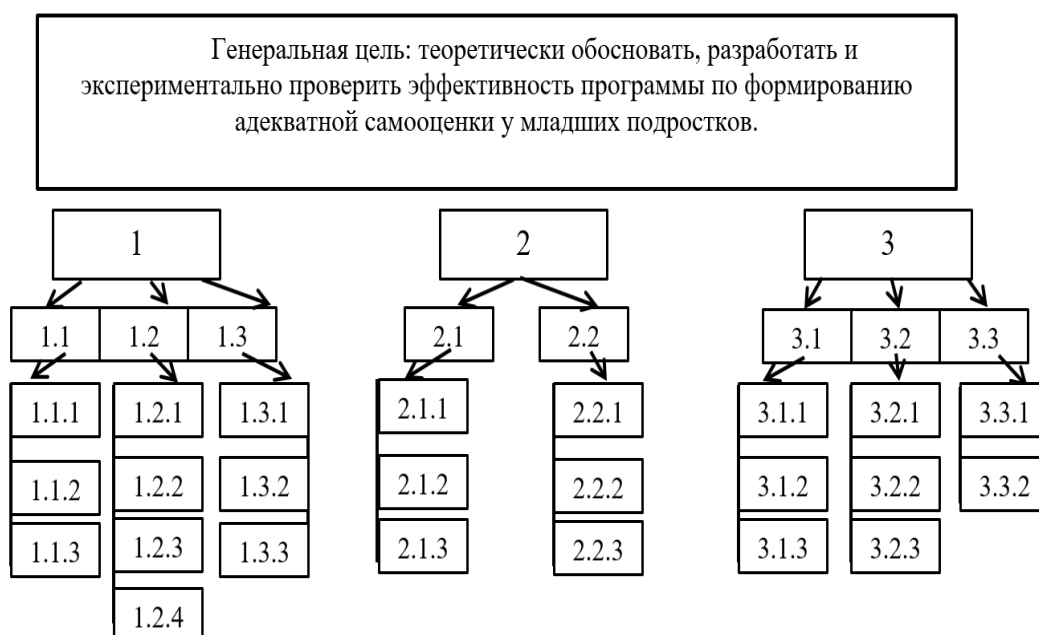 Генеральная цель: теоретически обосновать, разработать и
экспериментально проверить эффективность программы по формированию
адекватной самооценки у младших подростков.
1 2 3
1.1 1.2 1.3 2.1 2.2 3.1 3.2 3.3
1.1.1 1.2.1 1.3.1 2.1.1 2.2.1 3.1.1 3.2.1 3.3.1
1.1.2 1.2.2 1.3.2 2.1.2 2.2.2 3.1.2 3.2.2 3.3.2
1.1.3 1.2.3 1.3.3 2.1.3 2.2.3 3.1.3 3.2.3
1.2.4